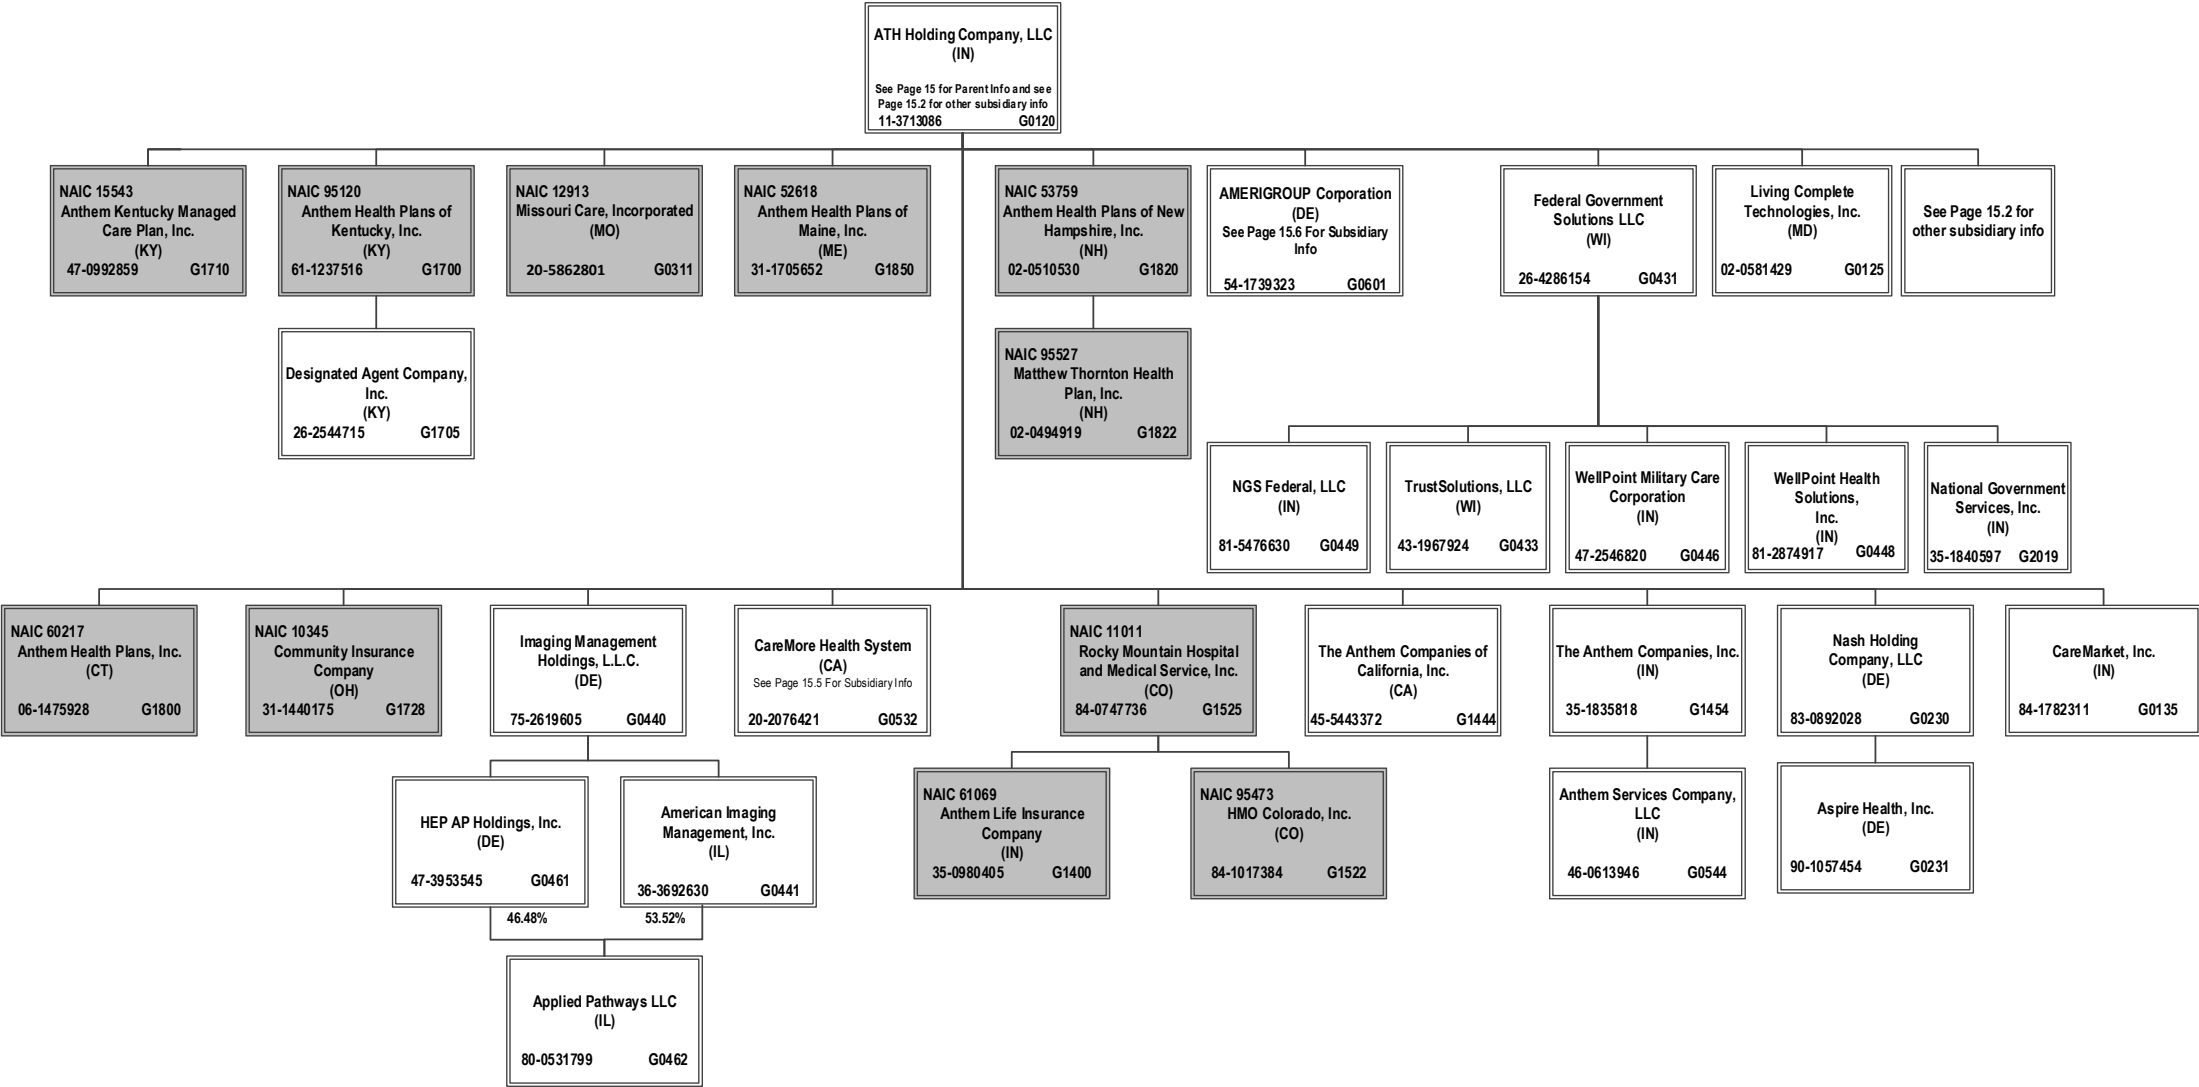 ATH Holding Company, LLC
(IN)
See Page 15 for Parent Info and see
Page 15.2 for other subsidiary info
11-3713086 G0120
NAIC 15543
Anthem Kentucky Managed
Care Plan, Inc.
(KY)
47-0992859 G1710
NAIC 95120
Anthem Health Plans of
Kentucky, Inc.
(KY)
61-1237516 G1700
NAIC 12913
Missouri Care, Incorporated
(MO)
20-5862801 G0311
NAIC 52618
Anthem Health Plans of
Maine, Inc.
(ME)
31-1705652 G1850
NAIC 53759
Anthem Health Plans of New
Hampshire, Inc.
(NH)
02-0510530 G1820
AMERIGROUP Corporation
(DE)
See Page 15.6 For Subsidiary
Info
54-1739323 G0601
Federal Government
Solutions LLC
(WI)
26-4286154 G0431
Living Complete
Technologies, Inc.
(MD)
02-0581429 G0125
See Page 15.2 for
other subsidiary info
Designated Agent Company,
Inc.
(KY)
26-2544715 G1705
NAIC 95527
Matthew Thornton Health
Plan, Inc.
(NH)
02-0494919 G1822
NGS Federal, LLC
(IN)
81-5476630 G0449
TrustSolutions, LLC
(WI)
43-1967924 G0433
WellPoint Military Care
Corporation
(IN)
47-2546820 G0446
WellPoint Health
Solutions,
Inc.
(IN)
81-2874917 G0448
National Government
Services, Inc.
(IN)
35-1840597 G2019
NAIC 60217
Anthem Health Plans, Inc.
(CT)
06-1475928 G1800
NAIC 10345
Community Insurance
Company
(OH)
31-1440175 G1728
Imaging Management
Holdings, L.L.C.
(DE)
75-2619605 G0440
CareMore Health System
(CA)
See Page 15.5 For Subsidiary Info
20-2076421 G0532
NAIC 11011
Rocky Mountain Hospital
and Medical Service, Inc.
(CO)
84-0747736 G1525
The Anthem Companies of
California, Inc.
(CA)
45-5443372 G1444
The Anthem Companies, Inc.
(IN)
35-1835818 G1454
Nash Holding
Company, LLC
(DE)
83-0892028 G0230
CareMarket, Inc.
(IN)
84-1782311 G0135
HEP AP Holdings, Inc.
(DE)
47-3953545 G0461
American Imaging
Management, Inc.
(IL)
36-3692630 G0441
NAIC 61069
Anthem Life Insurance
Company
(IN)
35-0980405 G1400
NAIC 95473
HMO Colorado, Inc.
(CO)
84-1017384 G1522
Anthem Services Company,
LLC
(IN)
46-0613946 G0544
Aspire Health, Inc.
(DE)
90-1057454 G0231
46.48% 53.52%
Applied Pathways LLC
(IL)
80-0531799 G0462